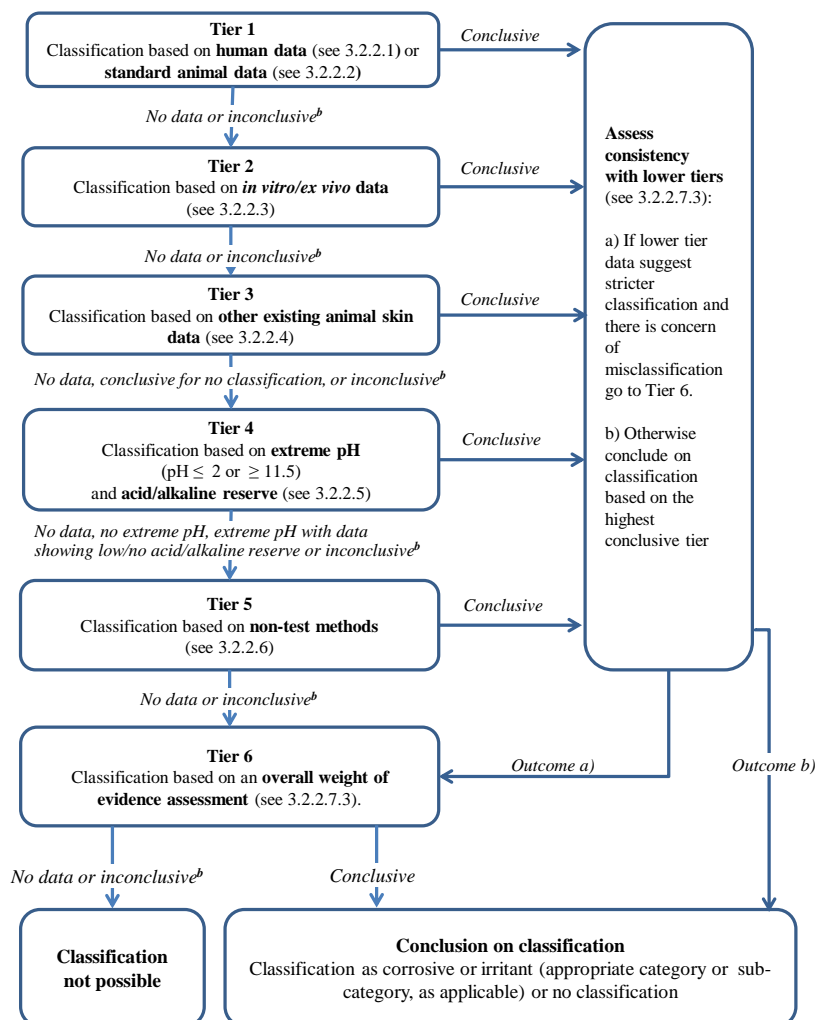 Tier 1
Classification based on human data (see 3.2.2.1) or
standard animal data (see 3.2.2.2)
Conclusive
No data or inconclusiveᵇ
Tier 2
Classification based on in vitro/ex vivo data
(see 3.2.2.3)
Conclusive
No data or inconclusiveᵇ
Tier 3
Classification based on other existing animal skin
data (see 3.2.2.4)
Conclusive
No data, conclusive for no classification, or inconclusiveᵇ
Tier 4
Classification based on extreme pH
(pH ≤ 2 or ≥ 11.5)
and acid/alkaline reserve (see 3.2.2.5)
Conclusive
No data, no extreme pH, extreme pH with data
showing low/no acid/alkaline reserve or inconclusiveᵇ
Tier 5
Classification based on non-test methods
(see 3.2.2.6)
Conclusive
No data or inconclusiveᵇ
Assess
consistency
with lower tiers
(see 3.2.2.7.3):
a) If lower tier
data suggest
stricter
classification and
there is concern
of
misclassification
go to Tier 6.
b) Otherwise
conclude on
classification
based on the
highest
conclusive tier
Tier 6
Classification based on an overall weight of
evidence assessment (see 3.2.2.7.3).
Outcome a)
Outcome b)
No data or inconclusiveᵇ
Conclusive
Classification
not possible
Conclusion on classification
Classification as corrosive or irritant (appropriate category or sub-
category, as applicable) or no classification